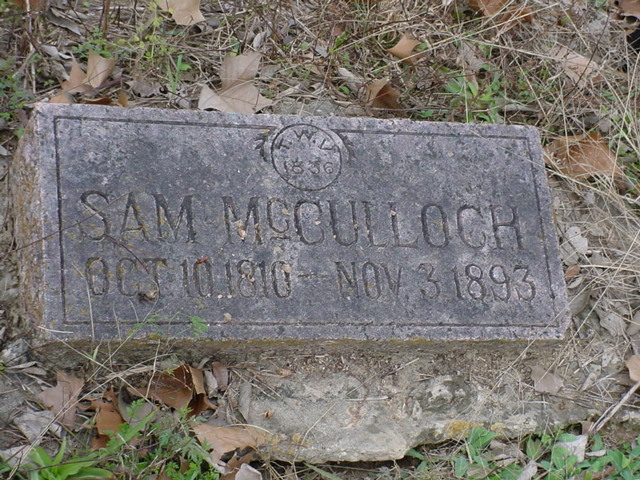 T.W.V.
1836
SAM McCULLOCH
OCT. 10. 1810 — NOV. 3. 1893